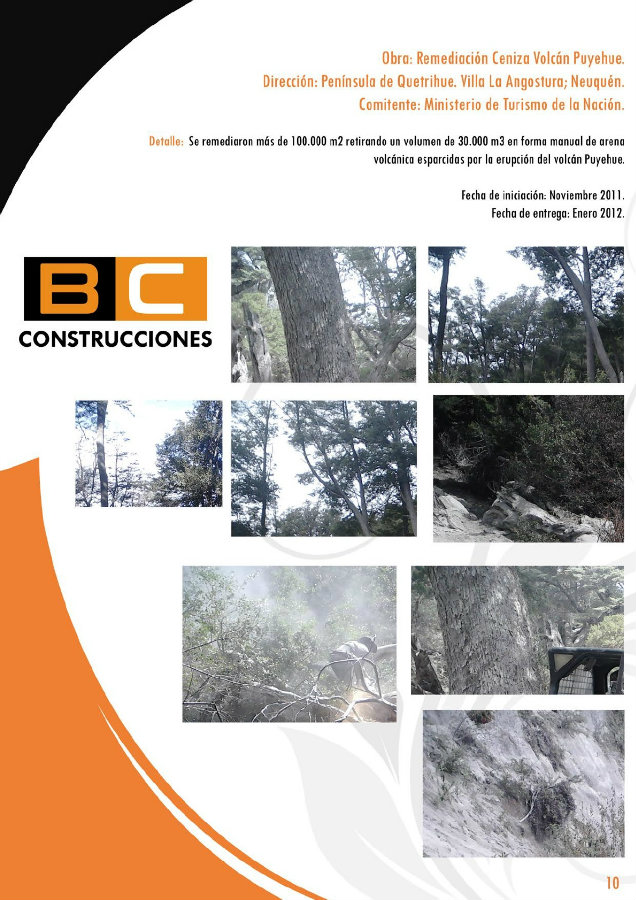 Obra: Remediación Ceniza Volcán Puyehue.
Dirección: Península de Quetrihue. Villa La Angostura; Neuquén.
Comitente: Ministerio de Turismo de la Nación.
Detalle: Se remediaron más de 100.000 m2 retirando un volumen de 30.000 m3 en forma manual de arena
volcánica esparcidas por la erupción del volcán Puyehue.
Fecha de iniciación: Noviembre 2011.
Fecha de entrega: Enero 2012.
BC
CONSTRUCCIONES
10